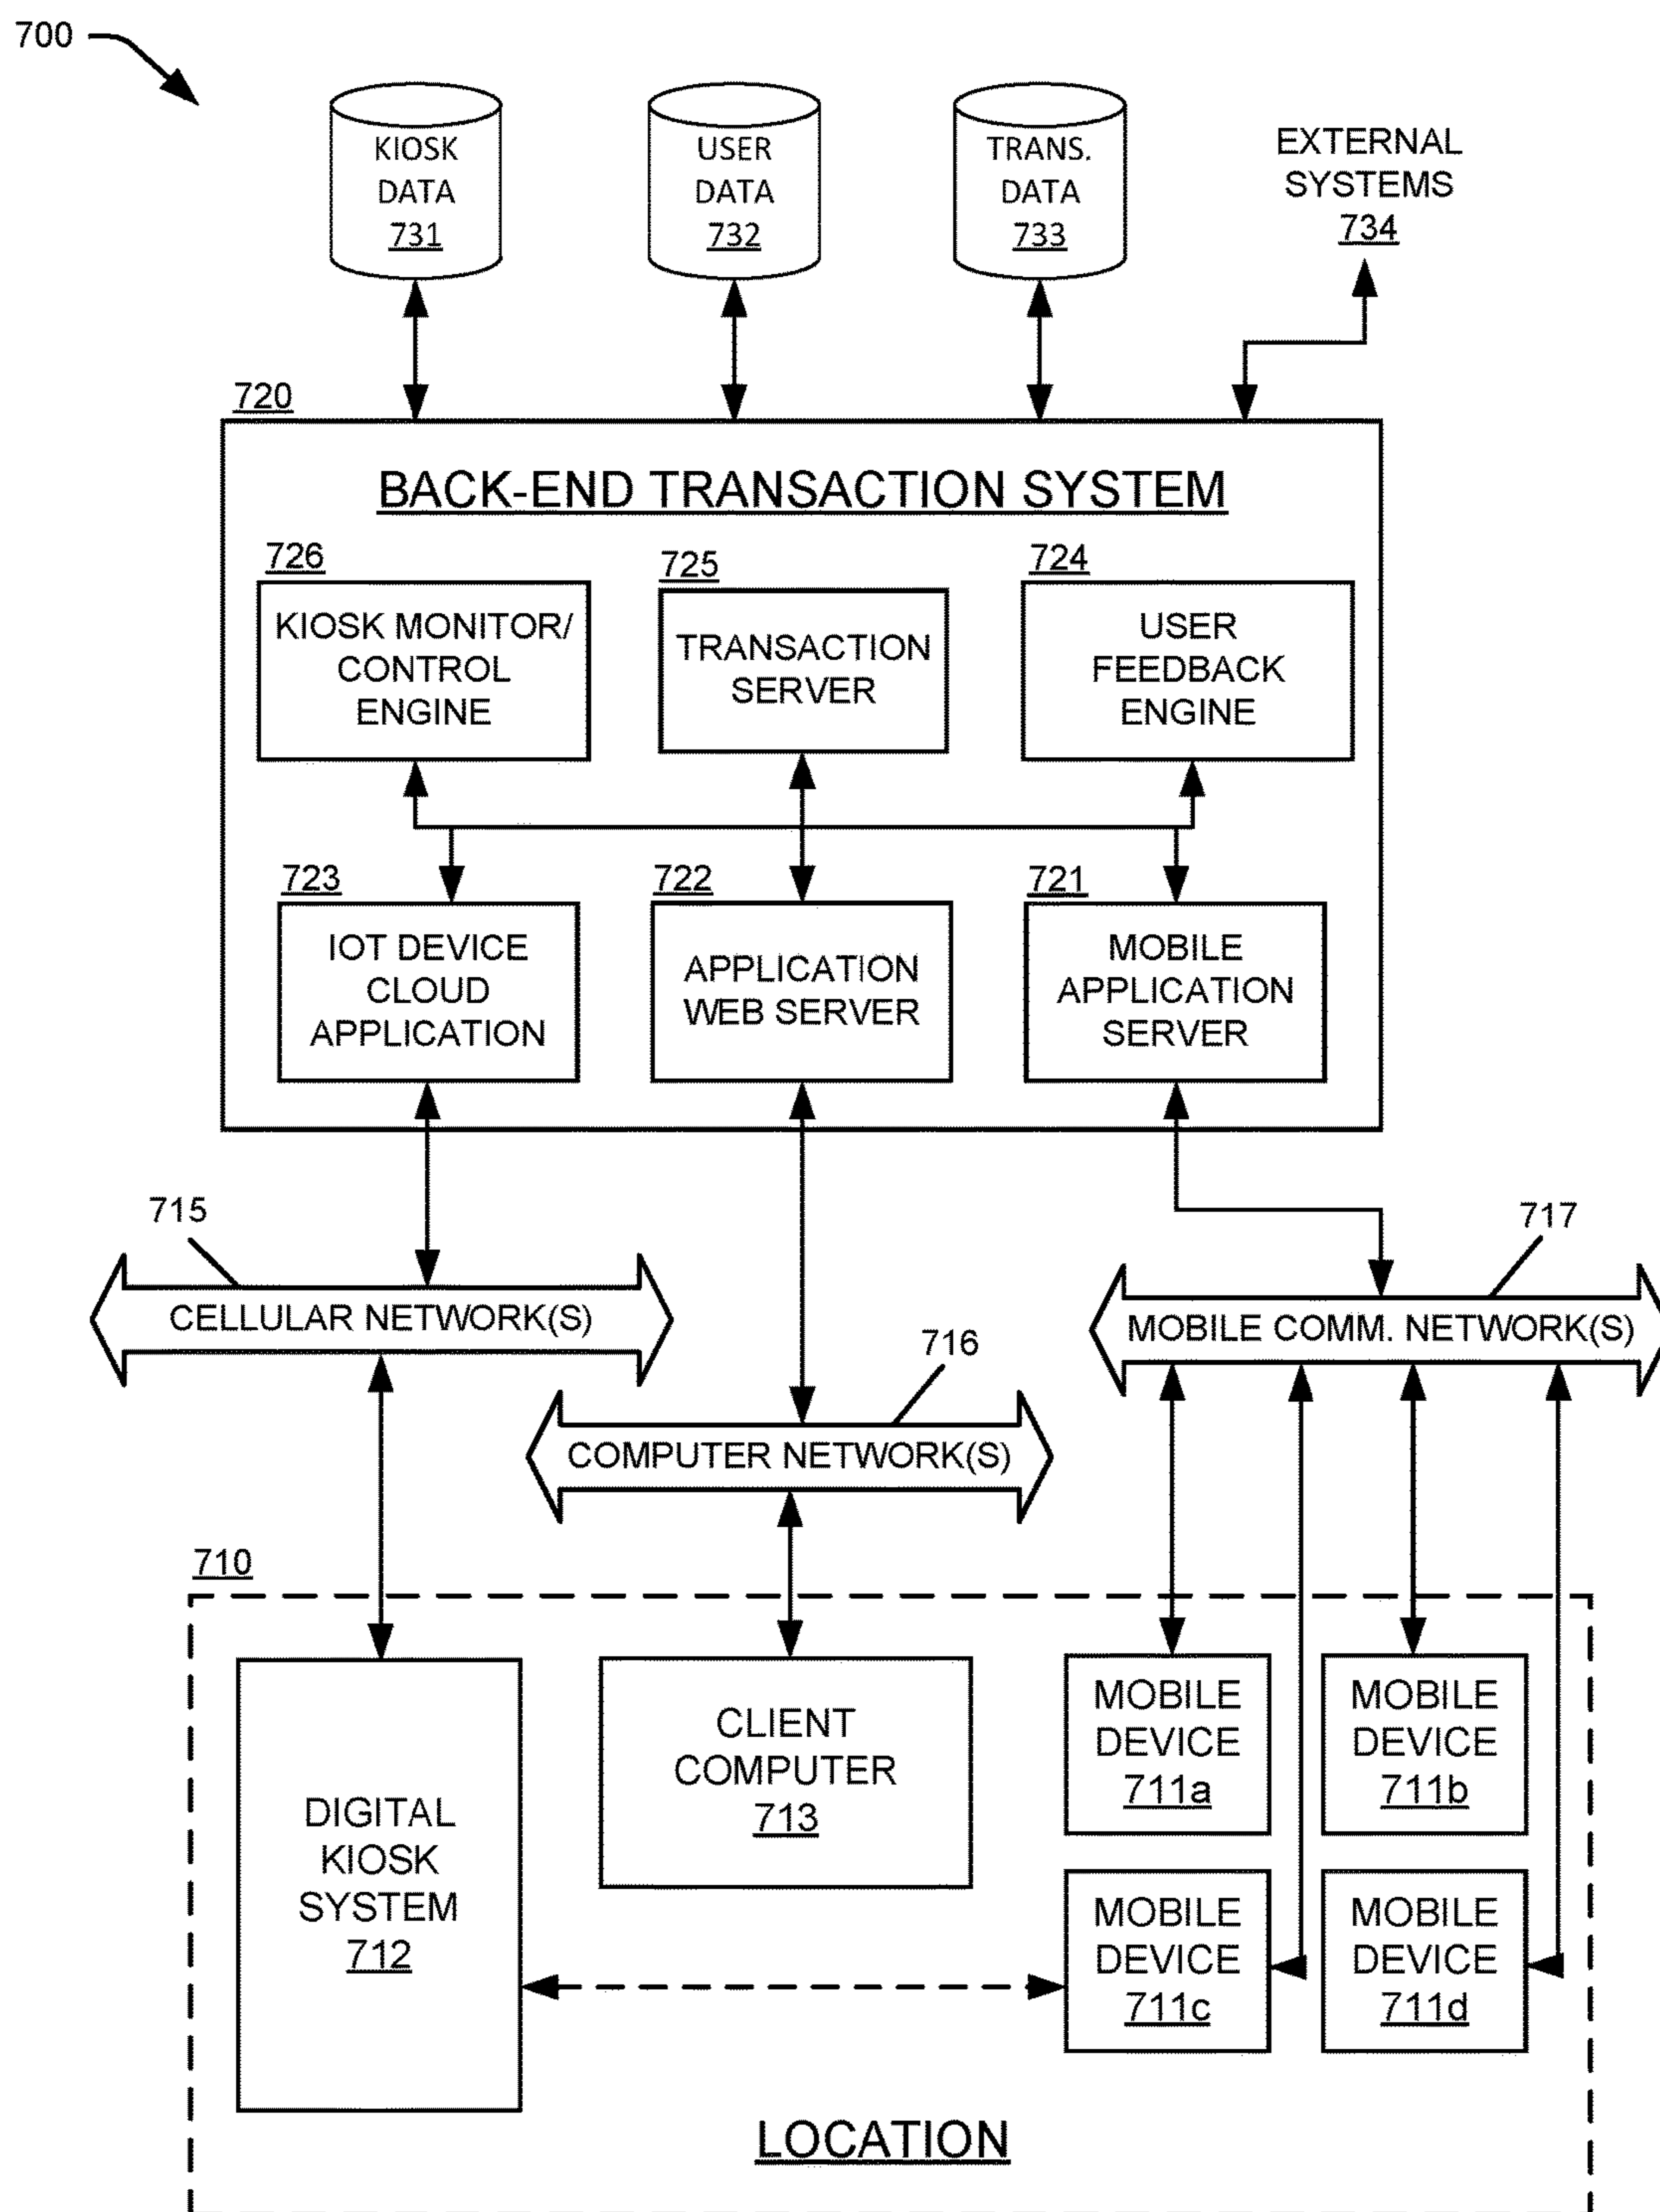 700
KIOSK
DATA
731
USER
DATA
732
TRANS.
DATA
733
EXTERNAL
SYSTEMS
734
720
BACK-END TRANSACTION SYSTEM
726
KIOSK MONITOR/
CONTROL
ENGINE
725
TRANSACTION
SERVER
724
USER
FEEDBACK
ENGINE
723
IOT DEVICE
CLOUD
APPLICATION
722
APPLICATION
WEB SERVER
721
MOBILE
APPLICATION
SERVER
715
CELLULAR NETWORK(S)
716
COMPUTER NETWORK(S)
717
MOBILE COMM. NETWORK(S)
710
DIGITAL
KIOSK
SYSTEM
712
CLIENT
COMPUTER
713
MOBILE
DEVICE
711a
MOBILE
DEVICE
711b
MOBILE
DEVICE
711c
MOBILE
DEVICE
711d
LOCATION